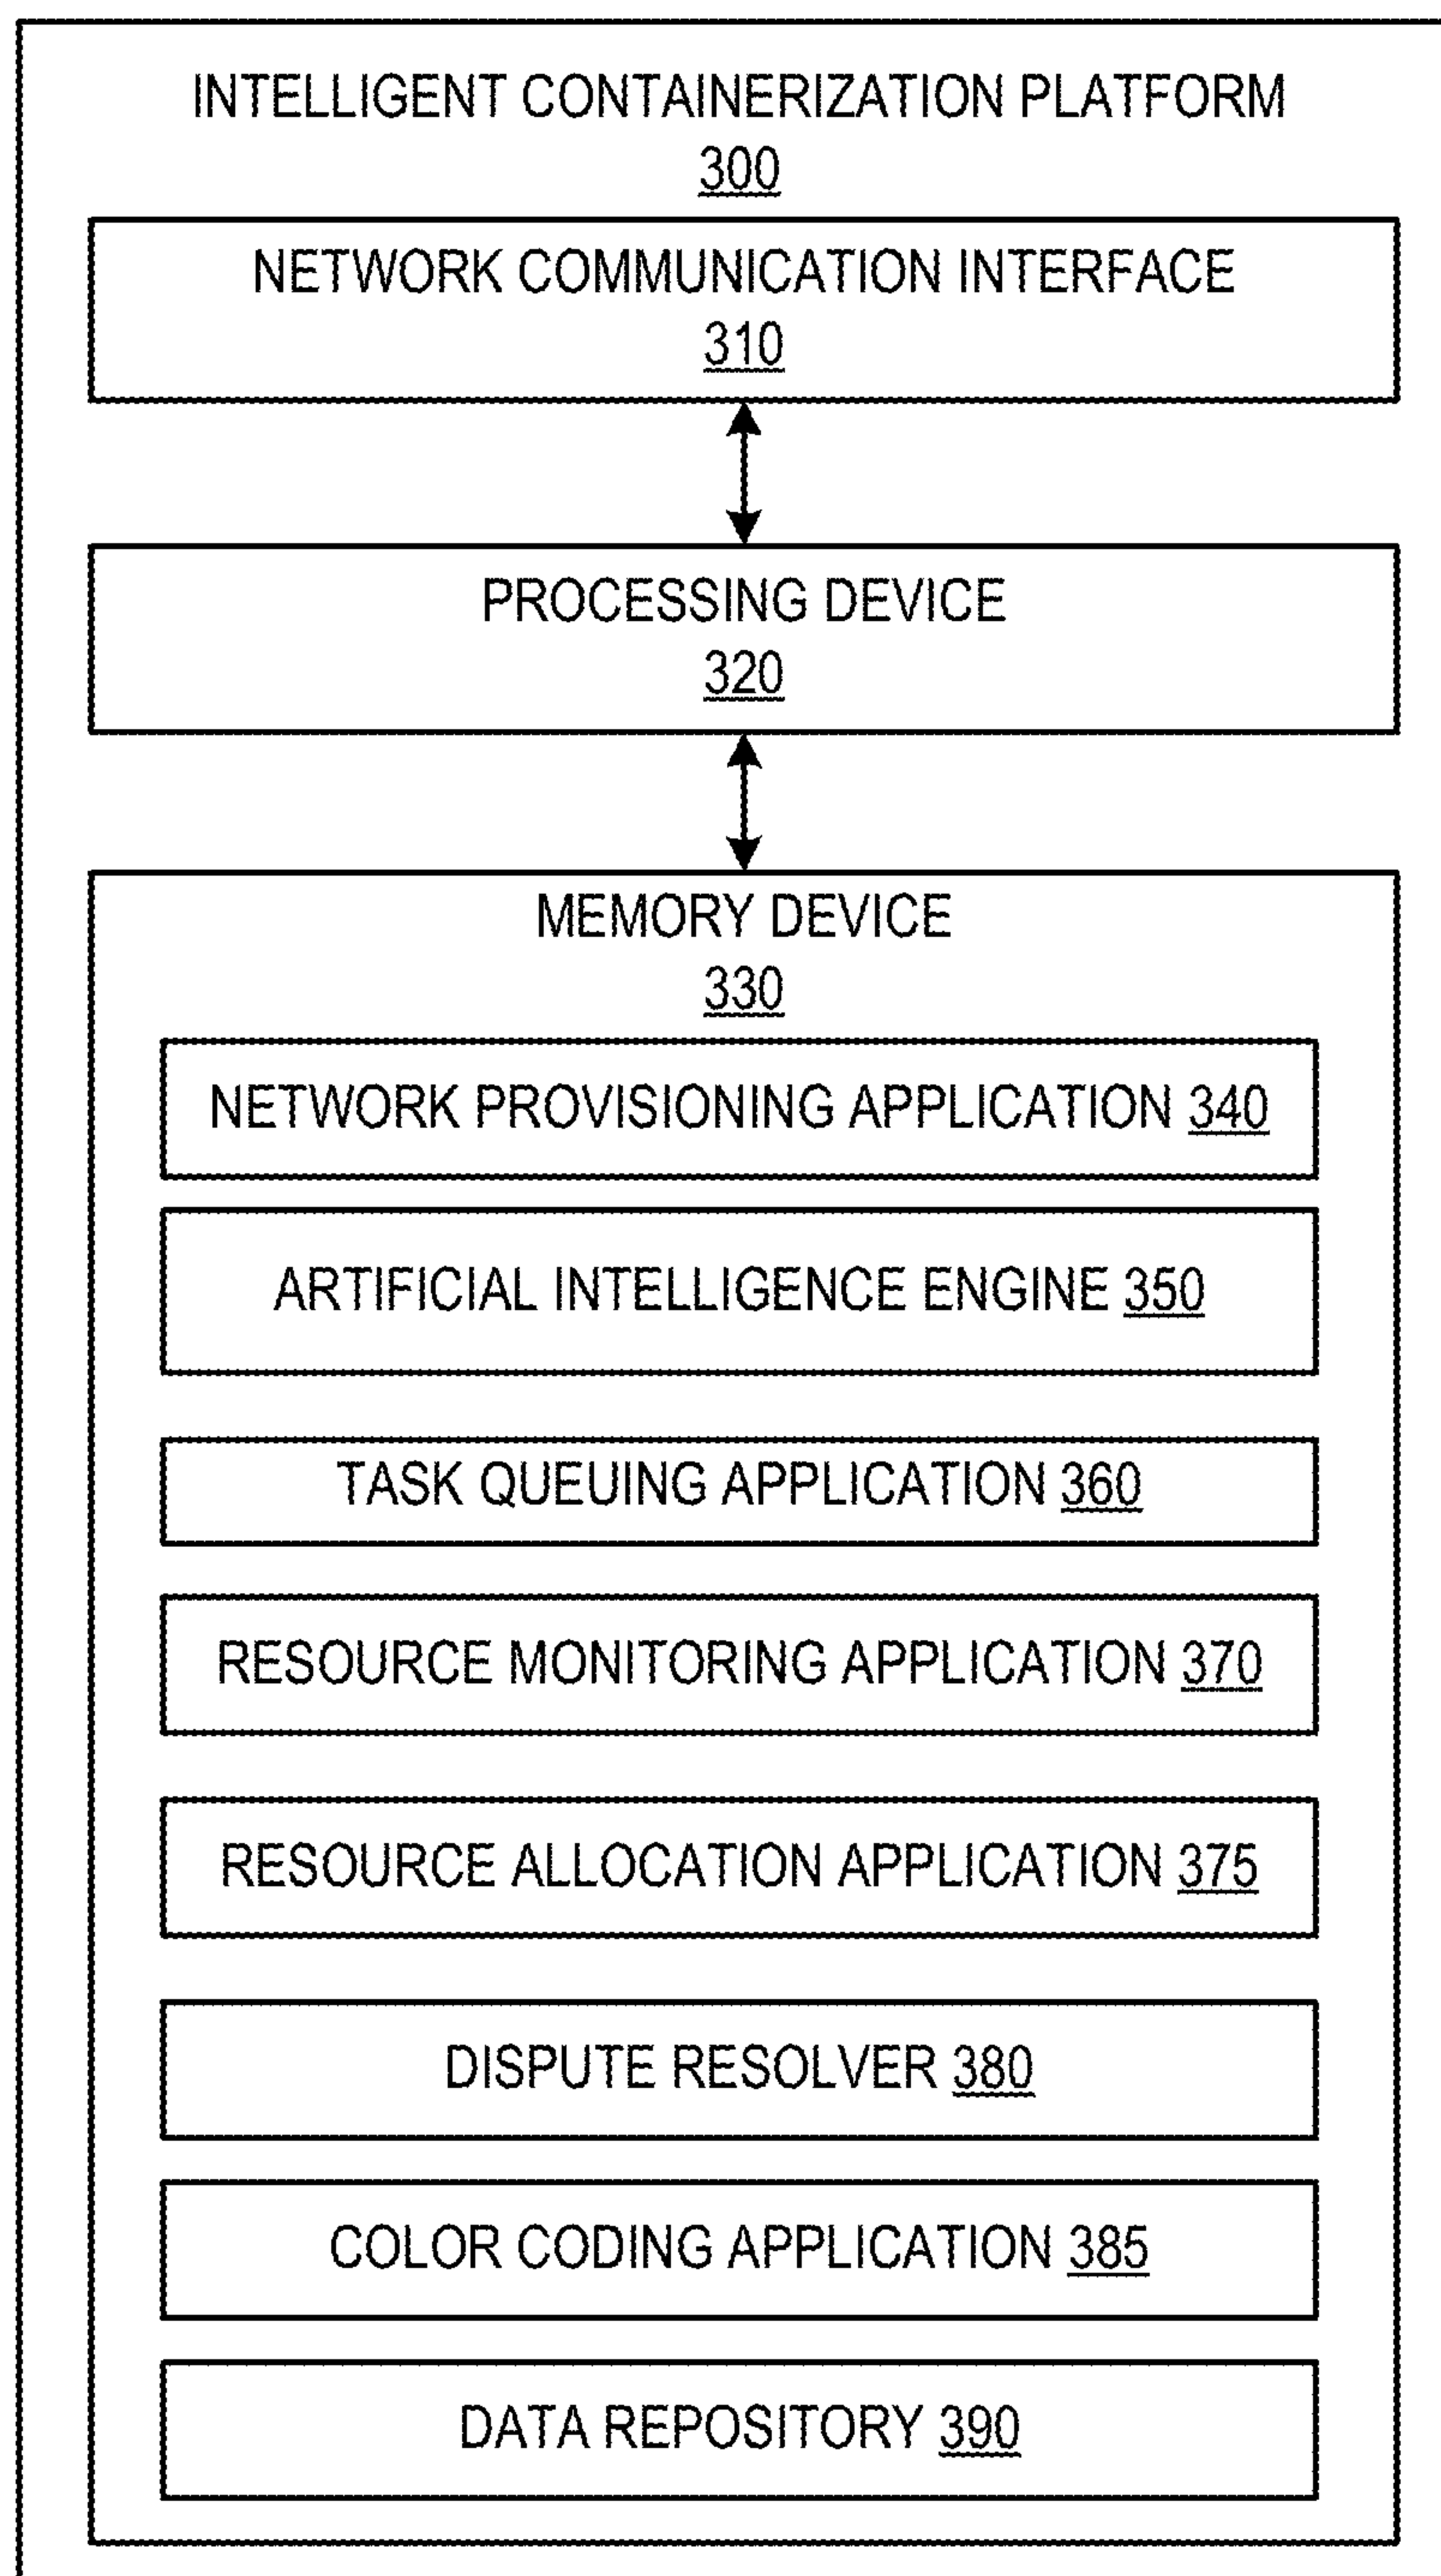 INTELLIGENT CONTAINERIZATION PLATFORM
300
NETWORK COMMUNICATION INTERFACE
310
PROCESSING DEVICE
320
MEMORY DEVICE
330
NETWORK PROVISIONING APPLICATION 340
ARTIFICIAL INTELLIGENCE ENGINE 350
TASK QUEUING APPLICATION 360
RESOURCE MONITORING APPLICATION 370
RESOURCE ALLOCATION APPLICATION 375
DISPUTE RESOLVER 380
COLOR CODING APPLICATION 385
DATA REPOSITORY 390